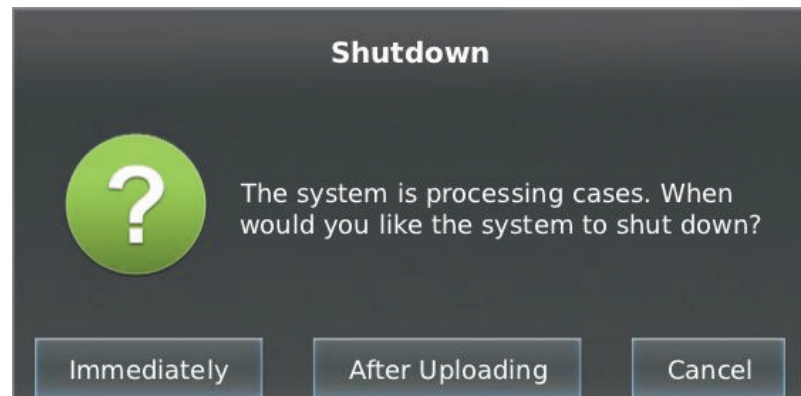 Shutdown
?
The system is processing cases. When
would you like the system to shut down?
Immediately After Uploading Cancel